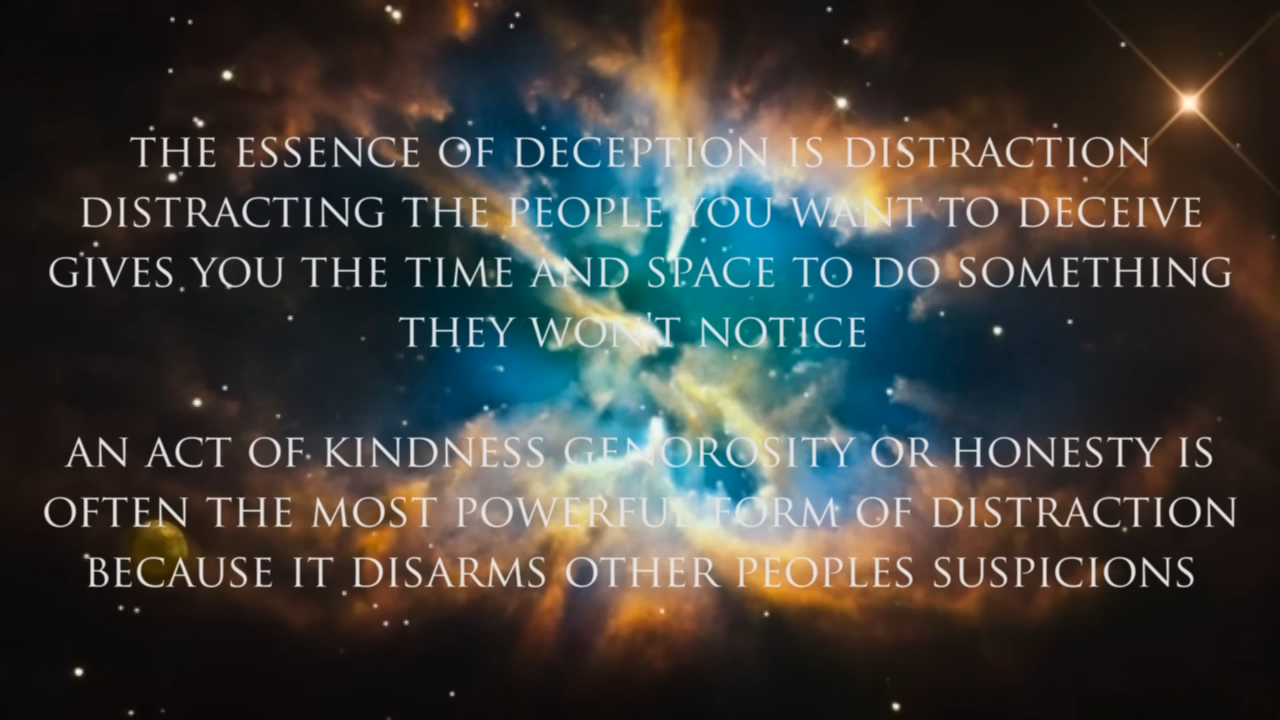 THE ESSENCE OF DECEPTION IS DISTRACTION
DISTRACTING THE PEOPLE YOU WANT TO DECEIVE
GIVES YOU THE TIME AND SPACE TO DO SOMETHING
THEY WON'T NOTICE
AN ACT OF KINDNESS GENOROSITY OR HONESTY IS
OFTEN THE MOST POWERFUL FORM OF DISTRACTION
BECAUSE IT DISARMS OTHER PEOPLES SUSPICIONS